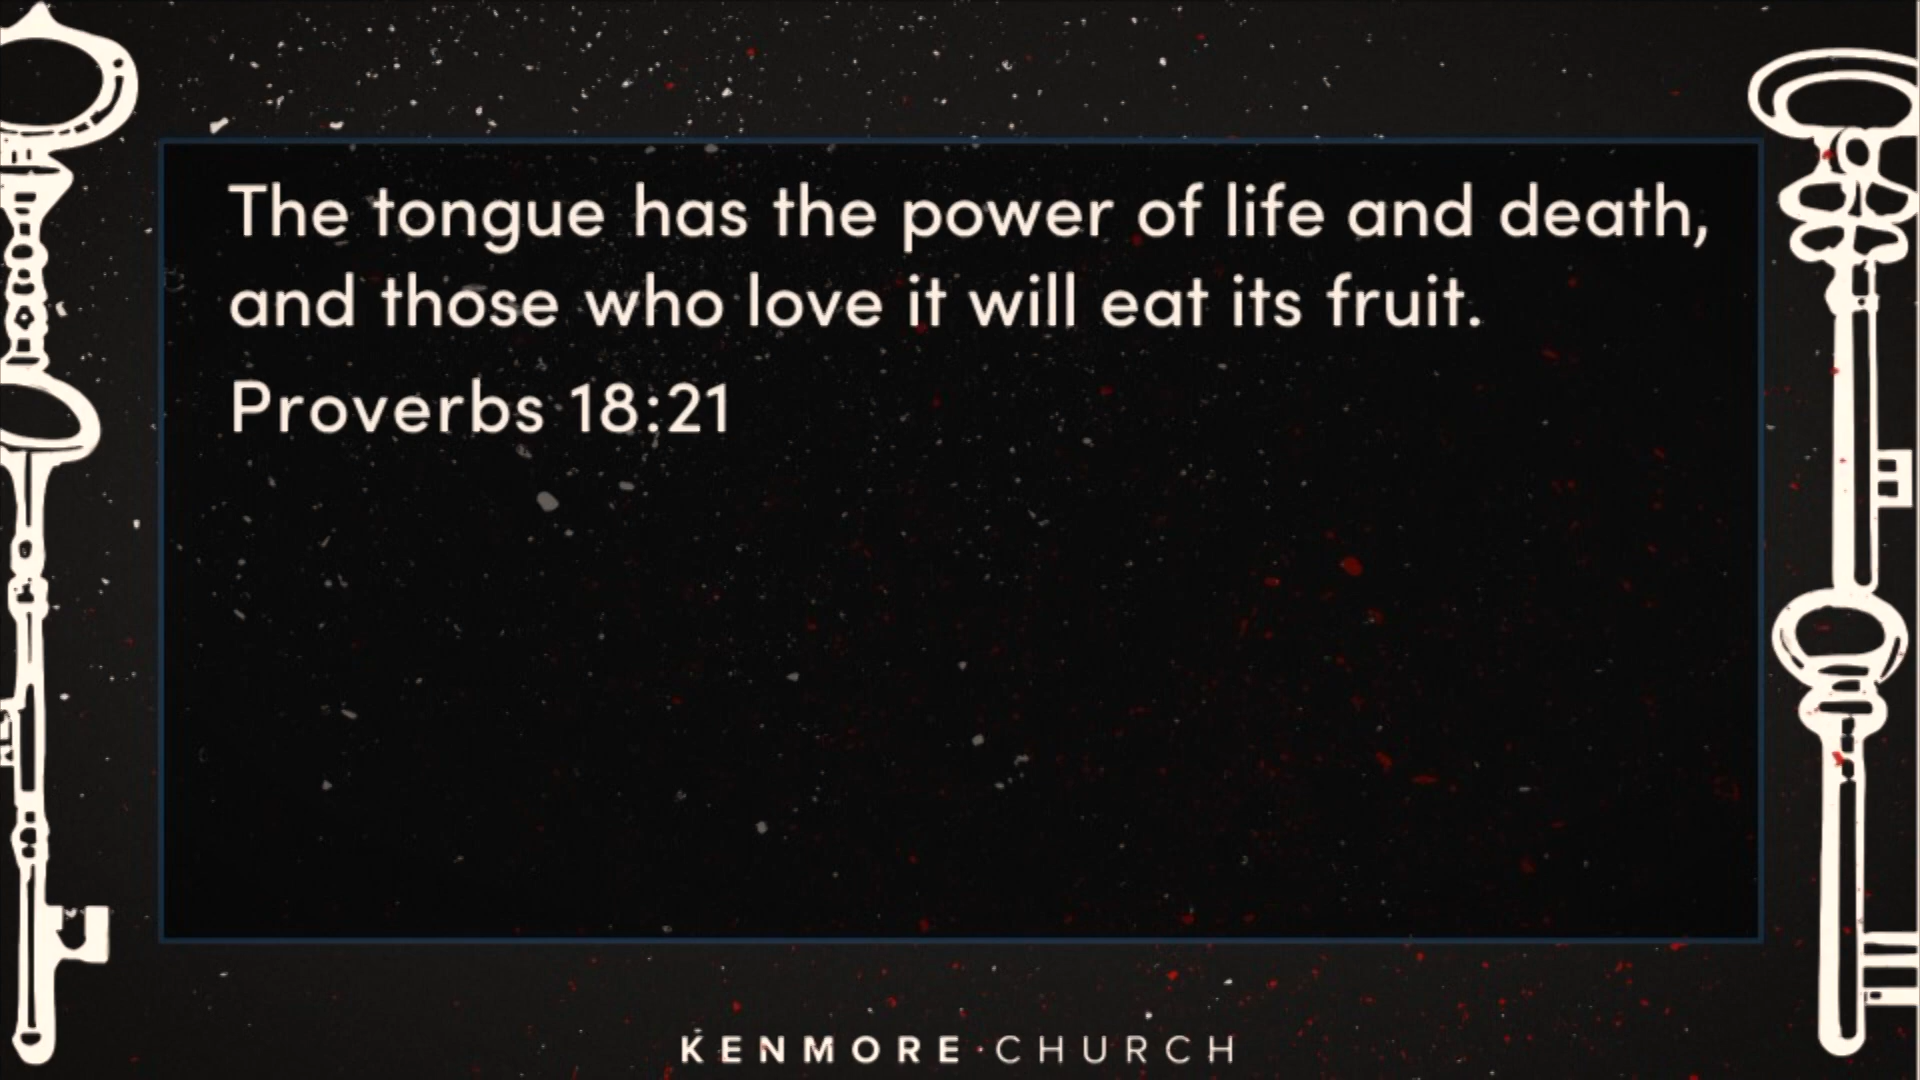 The tongue has the power of life and death,
and those who love it will eat its fruit.
Proverbs 18:21
KENMORE·CHURCH